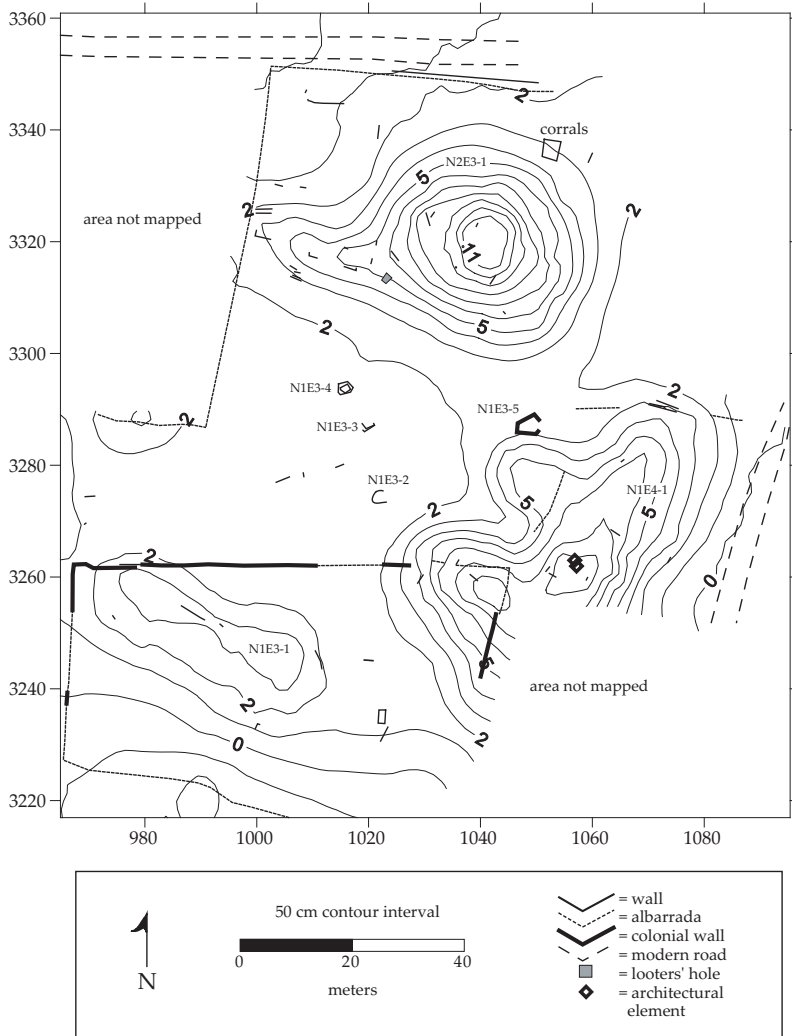 3360
3340
3320
3300
3280
3260
3240
3220
980
1000
1020
1040
1060
1080
2
corrals
N2E3-1
5
2
2
area not mapped
11
5
2
N1E3-4
2
N1E3-5
2
N1E3-3
N1E3-2
N1E4-1
5
5
2
2
0
N1E3-1
5
area not mapped
2
2
0
50 cm contour interval
0
20
40
meters
N
= wall
= albarrada
= colonial wall
= modern road
= looters' hole
= architectural
element